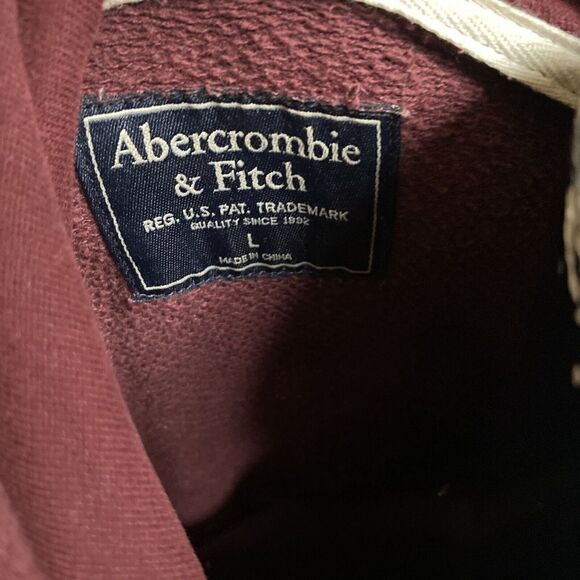 Abercrombie
& Fitch
REG. U.S. PAT. TRADEMARK
QUALITY SINCE 1892
L
MADE IN CHINA